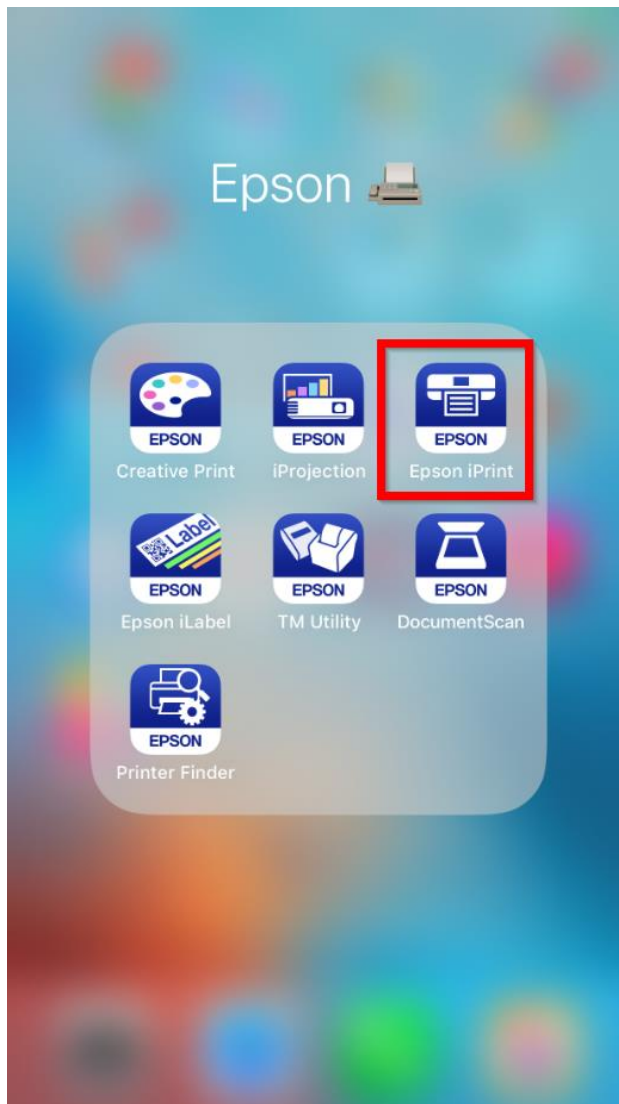 Epson 📠
EPSON EPSON EPSON
Creative Print iProjection Epson iPrint
Label
EPSON EPSON EPSON
Epson iLabel TM Utility DocumentScan
EPSON
Printer Finder